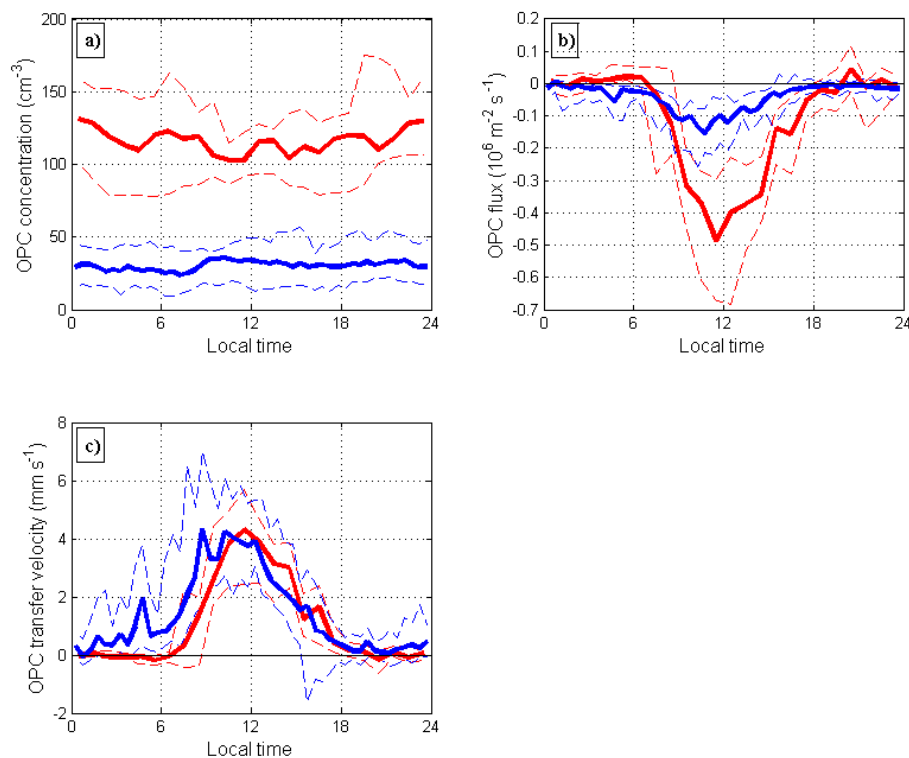 a)
200
150
100
50
0
OPC concentration (cm-3)
0 6 12 18 24
Local time
b)
0.2
0.1
0
-0.1
-0.2
-0.3
-0.4
-0.5
-0.6
-0.7
OPC flux (10^6 m-2 s-1)
0 6 12 18 24
Local time
c)
8
6
4
2
0
-2
OPC transfer velocity (mm s-1)
0 6 12 18 24
Local time